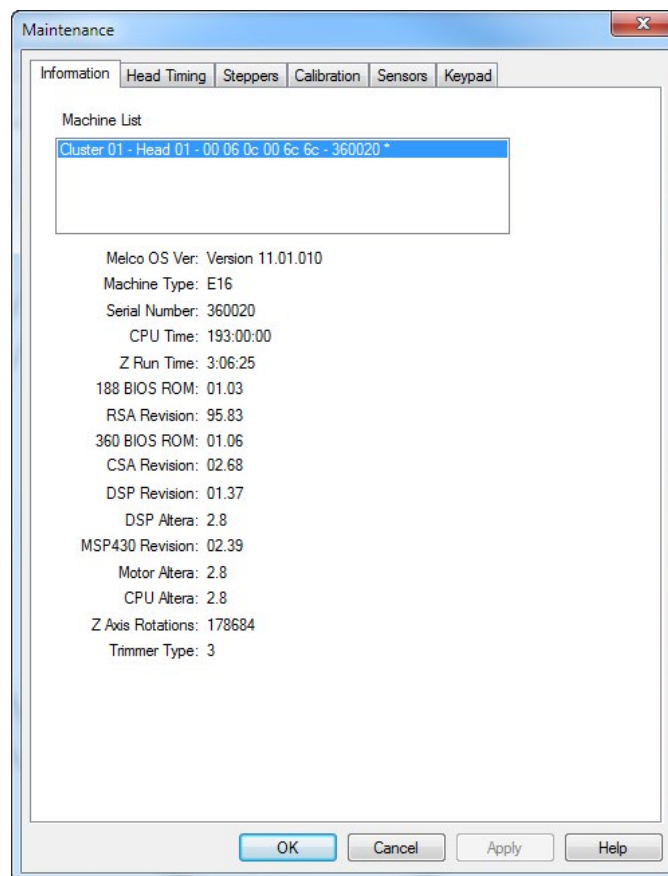 Maintenance
Information Head Timing Steppers Calibration Sensors Keypad
Machine List
Cluster 01 - Head 01 - 00 06 0c 00 6c 6c - 360020 *
Melco OS Ver: Version 11.01.010
Machine Type: E16
Serial Number: 360020
CPU Time: 193:00:00
Z Run Time: 3:06:25
188 BIOS ROM: 01.03
RSA Revision: 95.83
360 BIOS ROM: 01.06
CSA Revision: 02.68
DSP Revision: 01.37
DSP Altera: 2.8
MSP430 Revision: 02.39
Motor Altera: 2.8
CPU Altera: 2.8
Z Axis Rotations: 178684
Trimmer Type: 3
OK Cancel Apply Help